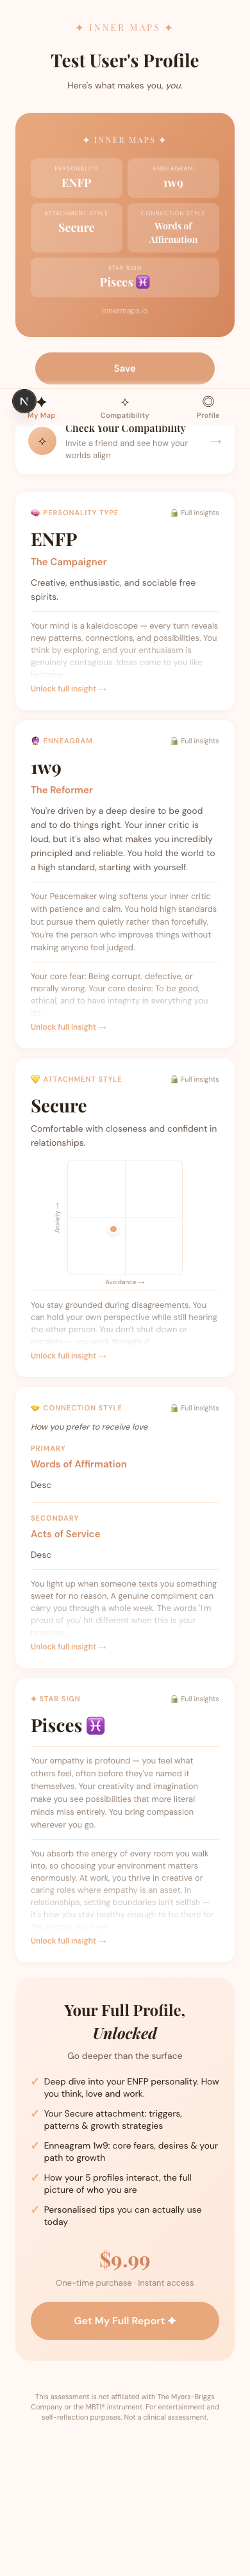 ✦ INNER MAPS ✦
Test User's Profile
Here's what makes you, you.
✦ INNER MAPS ✦
PERSONALITY
ENFP
ENNEAGRAM
1w9
ATTACHMENT STYLE
Secure
CONNECTION STYLE
Words of
Affirmation
STAR SIGN
Pisces ♓
innermaps.io
Save
N
My Map
Compatibility
Profile
Check Your Compatibility
Invite a friend and see how your
worlds align
→
PERSONALITY TYPE
Full insights
ENFP
The Campaigner
Creative, enthusiastic, and sociable free
spirits.
Your mind is a kaleidoscope — every turn reveals
new patterns, connections, and possibilities. You
think by exploring, and your enthusiasm is
genuinely contagious. Ideas come to you like
Unlock full insight →
ENNEAGRAM
Full insights
1w9
The Reformer
You're driven by a deep desire to be good
and to do things right. Your inner critic is
loud, but it's also what makes you incredibly
principled and reliable. You hold the world to
a high standard, starting with yourself.
Your Peacemaker wing softens your inner critic
with patience and calm. You hold high standards
but pursue them quietly rather than forcefully.
You're the person who improves things without
making anyone feel judged.
Your core fear: Being corrupt, defective, or
morally wrong. Your core desire: To be good,
ethical, and to have integrity in everything you
do.
Unlock full insight →
ATTACHMENT STYLE
Full insights
Secure
Comfortable with closeness and confident in
relationships.
Anxiety →
Avoidance →
You stay grounded during disagreements. You
can hold your own perspective while still hearing
the other person. You don't shut down or
escalate — you work through it.
Unlock full insight →
CONNECTION STYLE
Full insights
How you prefer to receive love
PRIMARY
Words of Affirmation
Desc
SECONDARY
Acts of Service
Desc
You light up when someone texts you something
sweet for no reason. A genuine compliment can
carry you through a whole week. The words 'I'm
proud of you' hit different when this is your
language.
Unlock full insight →
✦ STAR SIGN
Full insights
Pisces ♓
Your empathy is profound — you feel what
others feel, often before they've named it
themselves. Your creativity and imagination
make you see possibilities that more literal
minds miss entirely. You bring compassion
wherever you go.
You absorb the energy of every room you walk
into, so choosing your environment matters
enormously. At work, you thrive in creative or
caring roles where empathy is an asset. In
relationships, setting boundaries isn't selfish —
it's how you stay healthy enough to be there for
Unlock full insight →
Your Full Profile,
Unlocked
Go deeper than the surface
✓ Deep dive into your ENFP personality. How
you think, love and work.
✓ Your Secure attachment: triggers,
patterns & growth strategies
✓ Enneagram 1w9: core fears, desires & your
path to growth
✓ How your 5 profiles interact, the full
picture of who you are
✓ Personalised tips you can actually use
today
$9.99
One-time purchase · Instant access
Get My Full Report ✦
This assessment is not affiliated with The Myers-Briggs
Company or the MBTI® instrument. For entertainment and
self-reflection purposes. Not a clinical assessment.